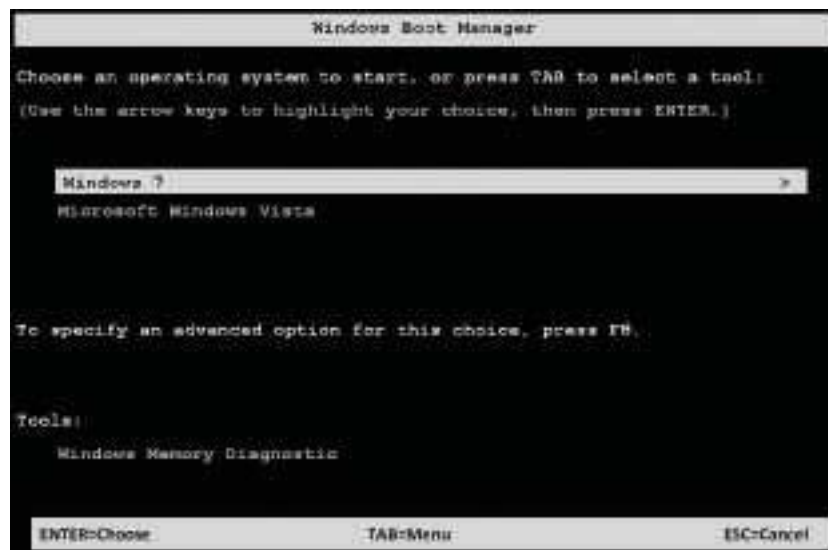 Windows Boot Manager
Choose an operating system to start, or press TAB to select a tool:
(Use the arrow keys to highlight your choice, then press ENTER.)
Windows 7 >
Microsoft Windows Vista
To specify an advanced option for this choice, press F8.
Tools:
Windows Memory Diagnostic
ENTER=Choose TAB=Menu ESC=Cancel